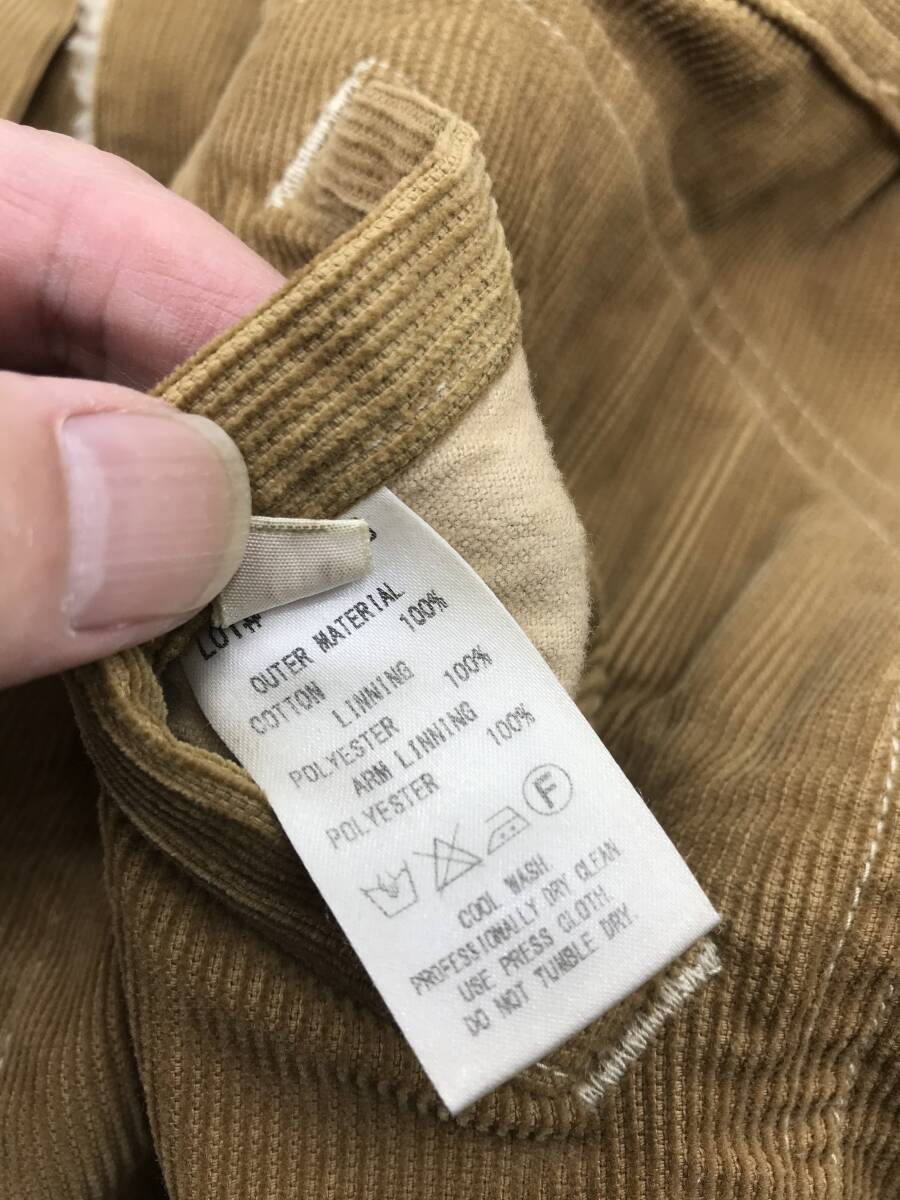 LOT#
OUTER MATERIAL
COTTON 100%
LINNING
POLYESTER 100%
ARM LINNING
POLYESTER 100%
F
COOL WASH.
PROFESSIONALLY DRY CLEAN
USE PRESS CLOTH.
DO NOT TUMBLE DRY.